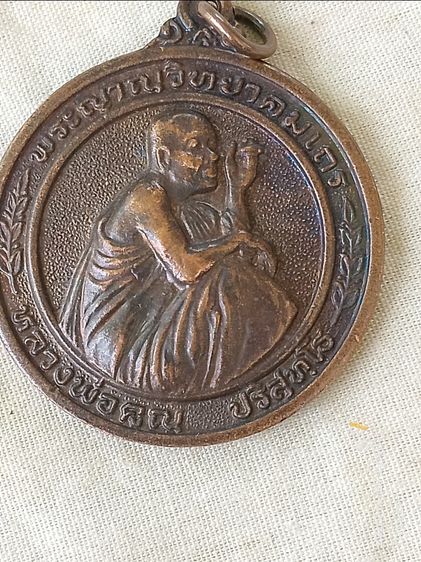 พระญาณวิทยาคมเถร
หลวงพ่อคูณ ปริสุทฺโธ